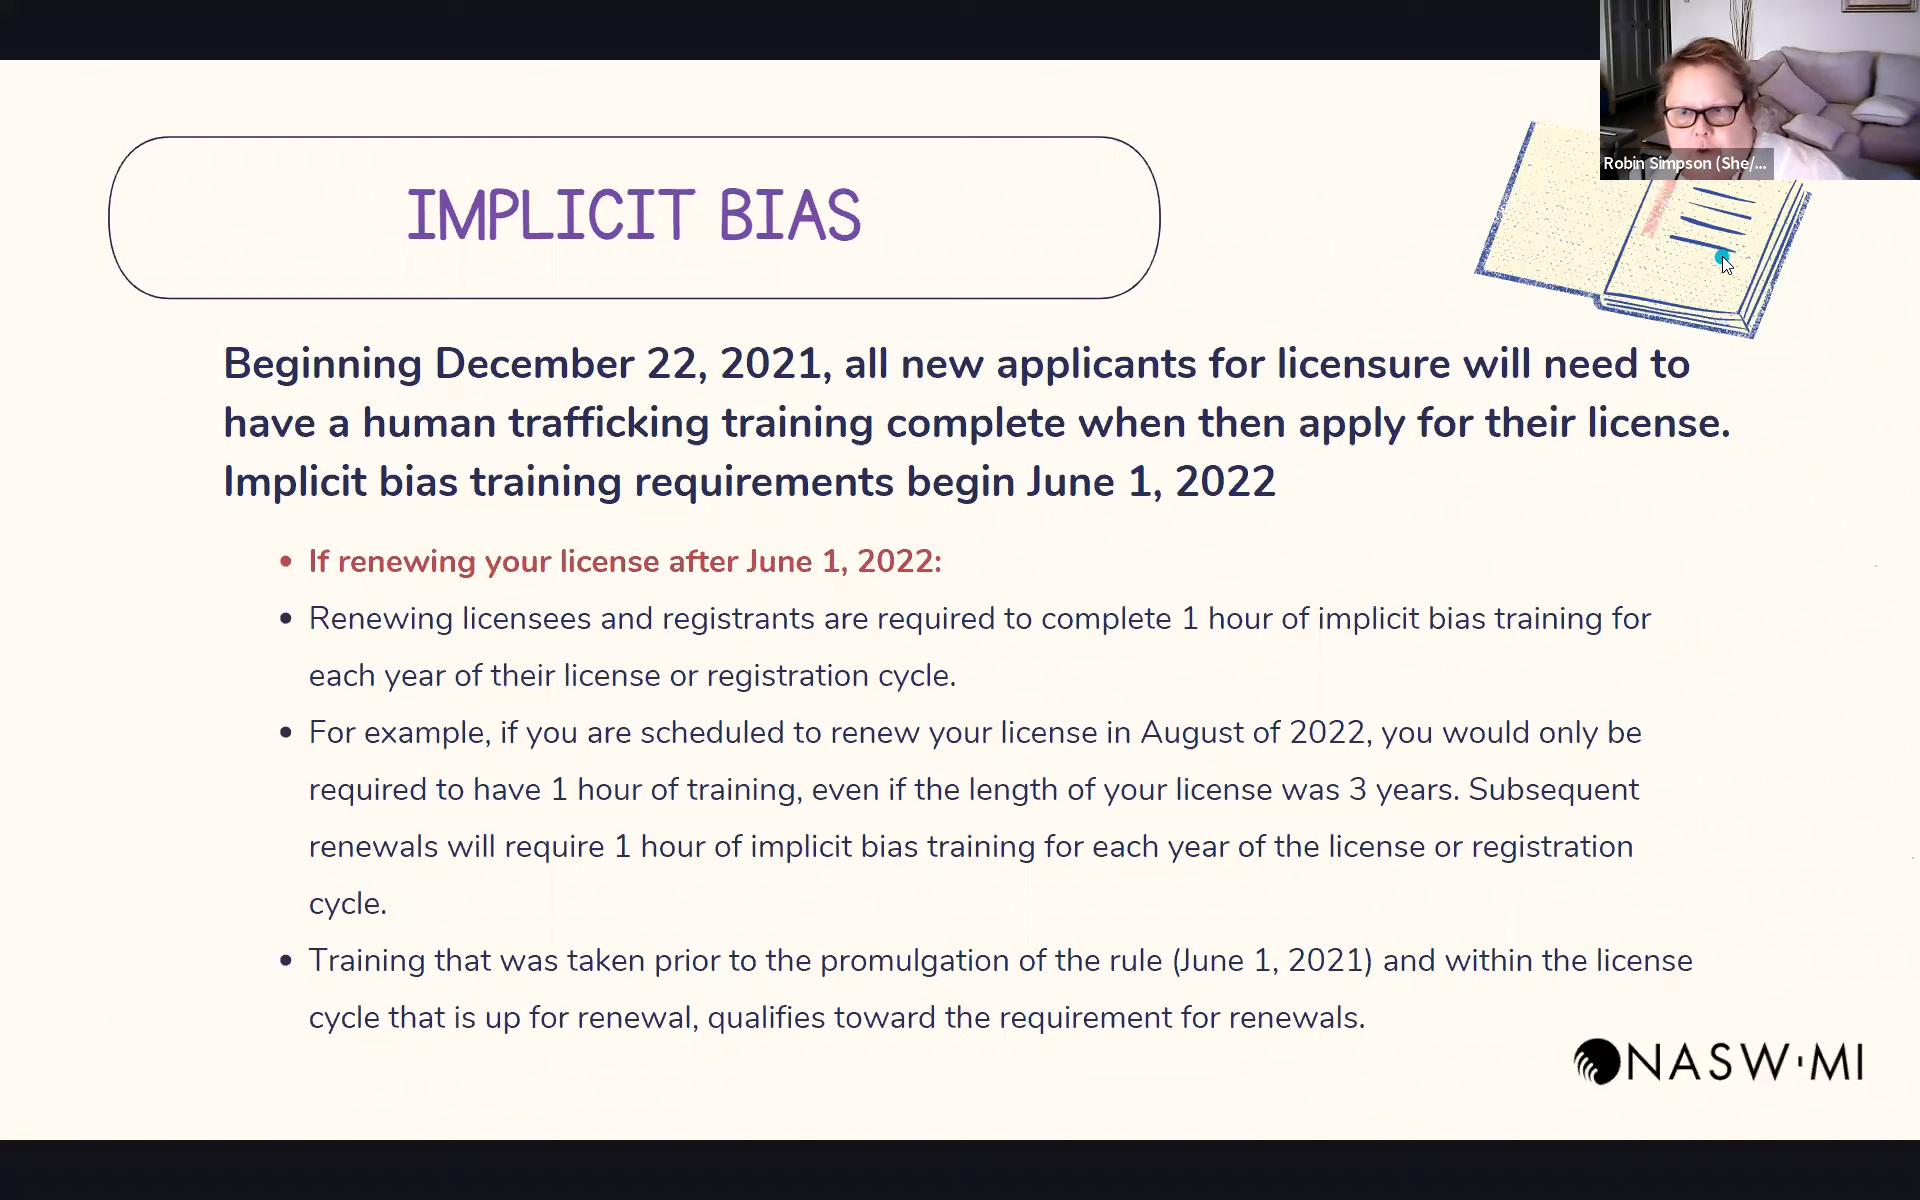 Robin Simpson (She/...
IMPLICIT BIAS
Beginning December 22, 2021, all new applicants for licensure will need to
have a human trafficking training complete when then apply for their license.
Implicit bias training requirements begin June 1, 2022
• If renewing your license after June 1, 2022:
• Renewing licensees and registrants are required to complete 1 hour of implicit bias training for
each year of their license or registration cycle.
• For example, if you are scheduled to renew your license in August of 2022, you would only be
required to have 1 hour of training, even if the length of your license was 3 years. Subsequent
renewals will require 1 hour of implicit bias training for each year of the license or registration
cycle.
• Training that was taken prior to the promulgation of the rule (June 1, 2021) and within the license
cycle that is up for renewal, qualifies toward the requirement for renewals.
NASW·MI